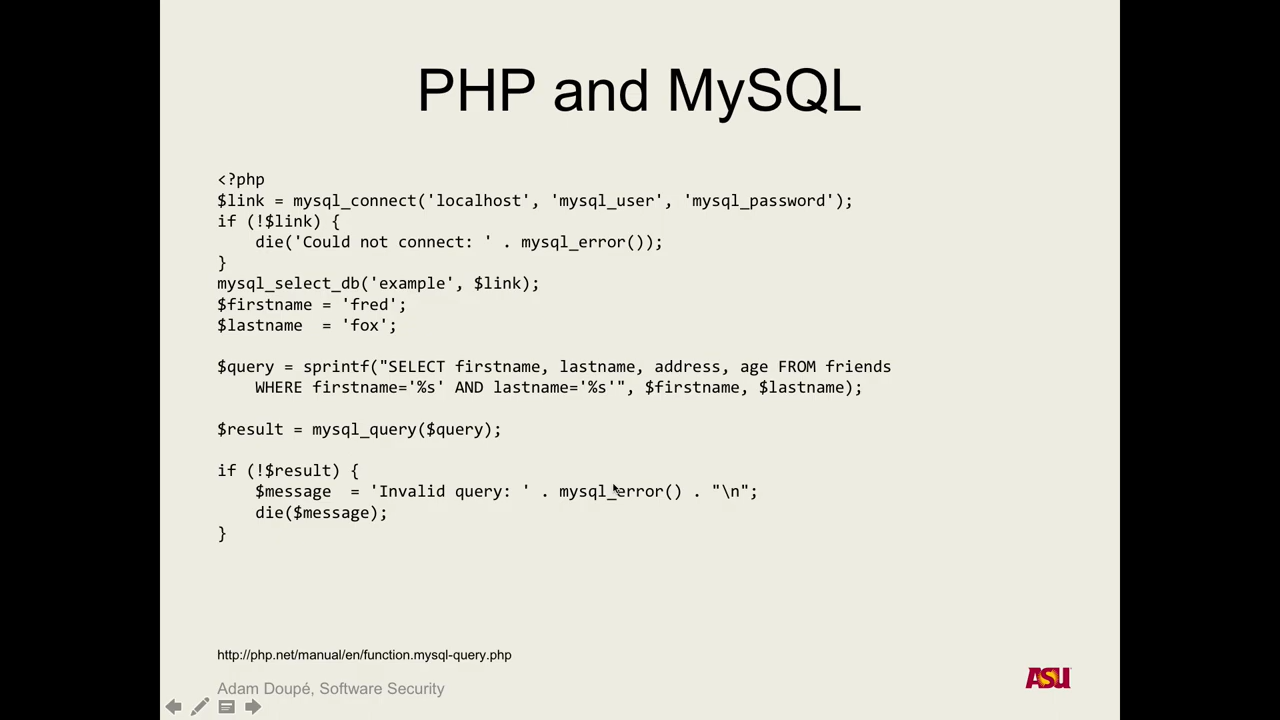 PHP and MySQL
<?php
$link = mysql_connect('localhost', 'mysql_user', 'mysql_password');
if (!$link) {
    die('Could not connect: ' . mysql_error());
}
mysql_select_db('example', $link);
$firstname = 'fred';
$lastname  = 'fox';
$query = sprintf("SELECT firstname, lastname, address, age FROM friends
    WHERE firstname='%s' AND lastname='%s'", $firstname, $lastname);
$result = mysql_query($query);
if (!$result) {
    $message  = 'Invalid query: ' . mysql_error() . "\n";
    die($message);
}
http://php.net/manual/en/function.mysql-query.php
Adam Doupé, Software Security
ASU